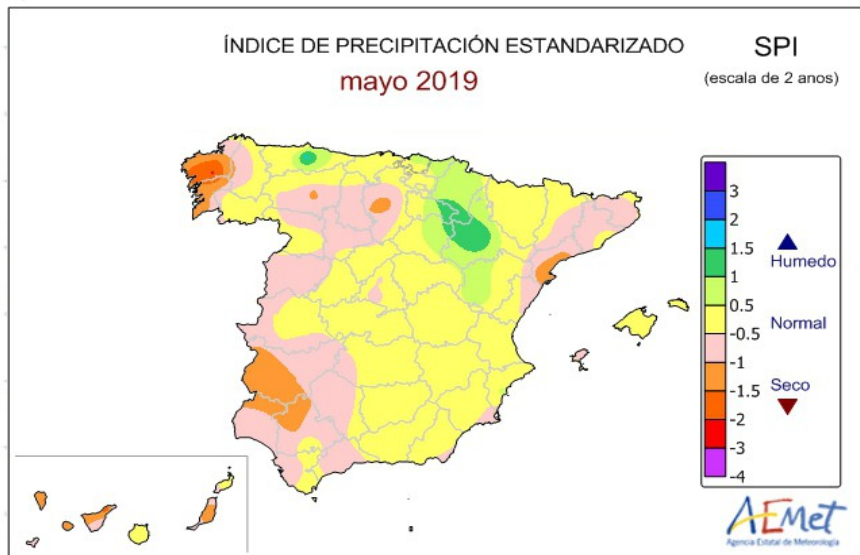 ÍNDICE DE PRECIPITACIÓN ESTANDARIZADO
mayo 2019
SPI
(escala de 2 anos)
3
2
1.5
1
0.5
-0.5
-1
-1.5
-2
-3
-4
Humedo
Normal
Seco
AEMet
Agencia Estatal de Meteorología